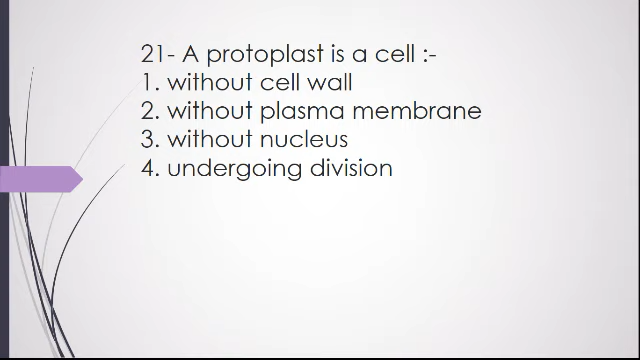 21- A protoplast is a cell :-
1. without cell wall
2. without plasma membrane
3. without nucleus
4. undergoing division